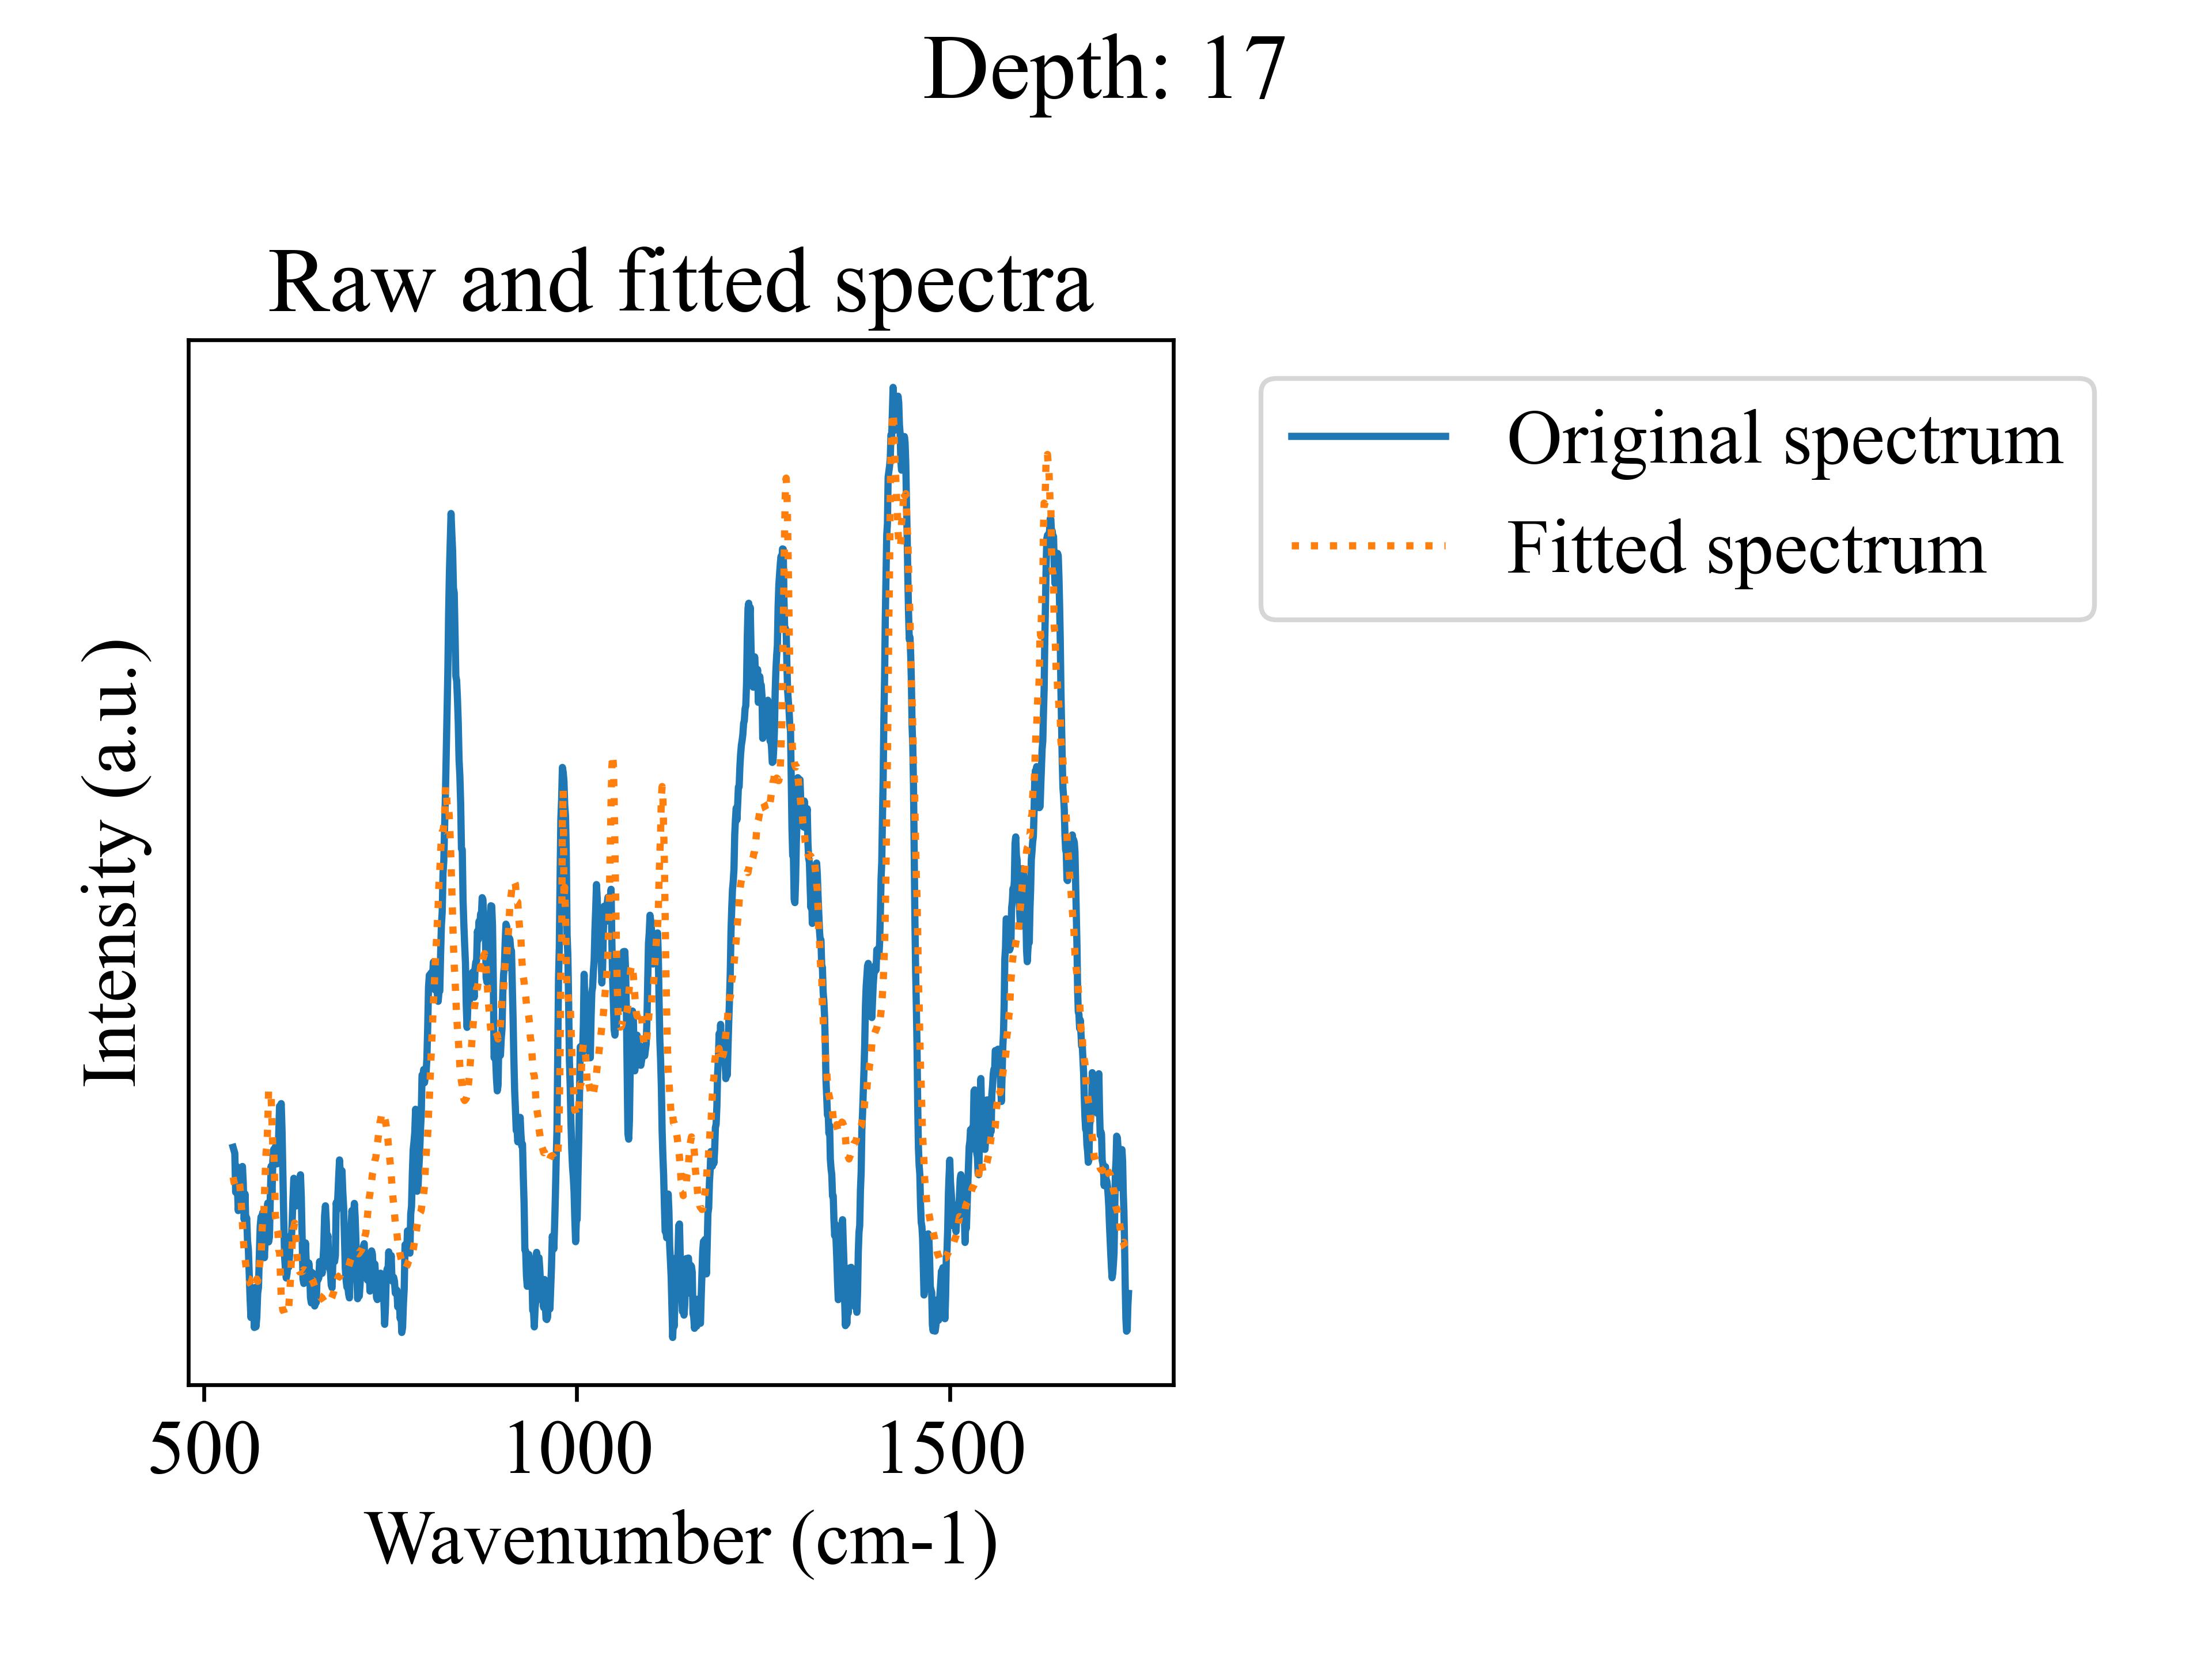 Depth: 17
Raw and fitted spectra
Original spectrum
Fitted spectrum
Intensity (a.u.)
500
1000
1500
Wavenumber (cm-1)